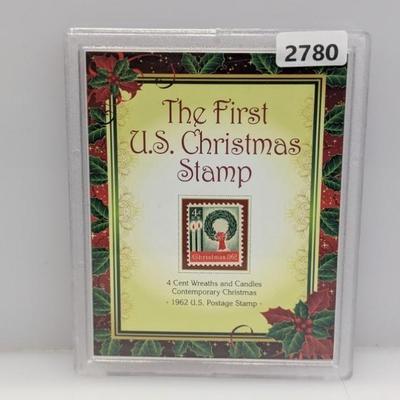 2780
The First
U.S. Christmas
Stamp
4¢
Christmas 1962
4 Cent Wreaths and Candles
Contemporary Christmas
- 1962 U.S. Postage Stamp -